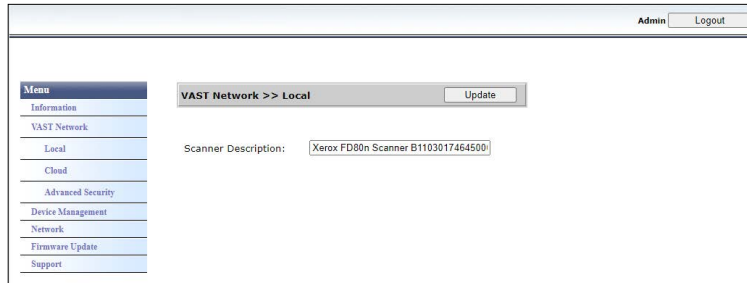 Admin Logout
Menu
Information
VAST Network
Local
Cloud
Advanced Security
Device Management
Network
Firmware Update
Support
VAST Network >> Local Update
Scanner Description: Xerox FD80n Scanner B1103017464500